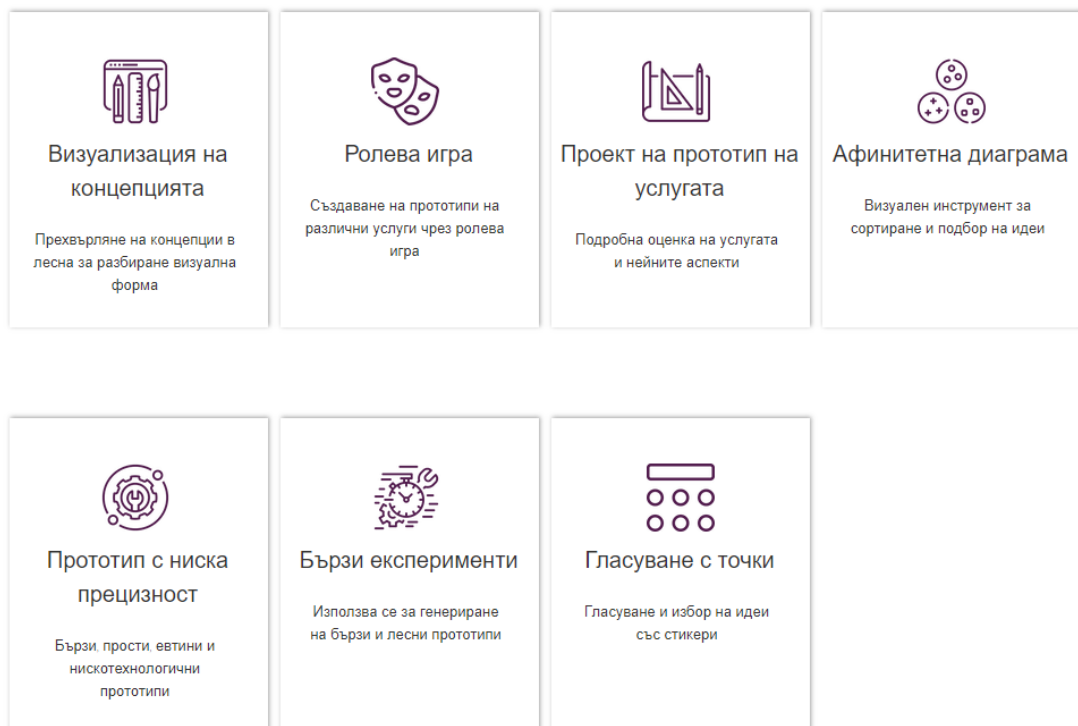 Визуализация на
концепцията
Прехвърляне на концепции в
лесна за разбиране визуална
форма
Ролева игра
Създаване на прототипи на
различни услуги чрез ролева
игра
Проект на прототип на
услугата
Подробна оценка на услугата
и нейните аспекти
Афинитетна диаграма
Визуален инструмент за
сортиране и подбор на идеи
Прототип с ниска
прецизност
Бързи, прости, евтини и
нискотехнологични
прототипи
Бързи експерименти
Използва се за генериране
на бързи и лесни прототипи
Гласуване с точки
Гласуване и избор на идеи
със стикери